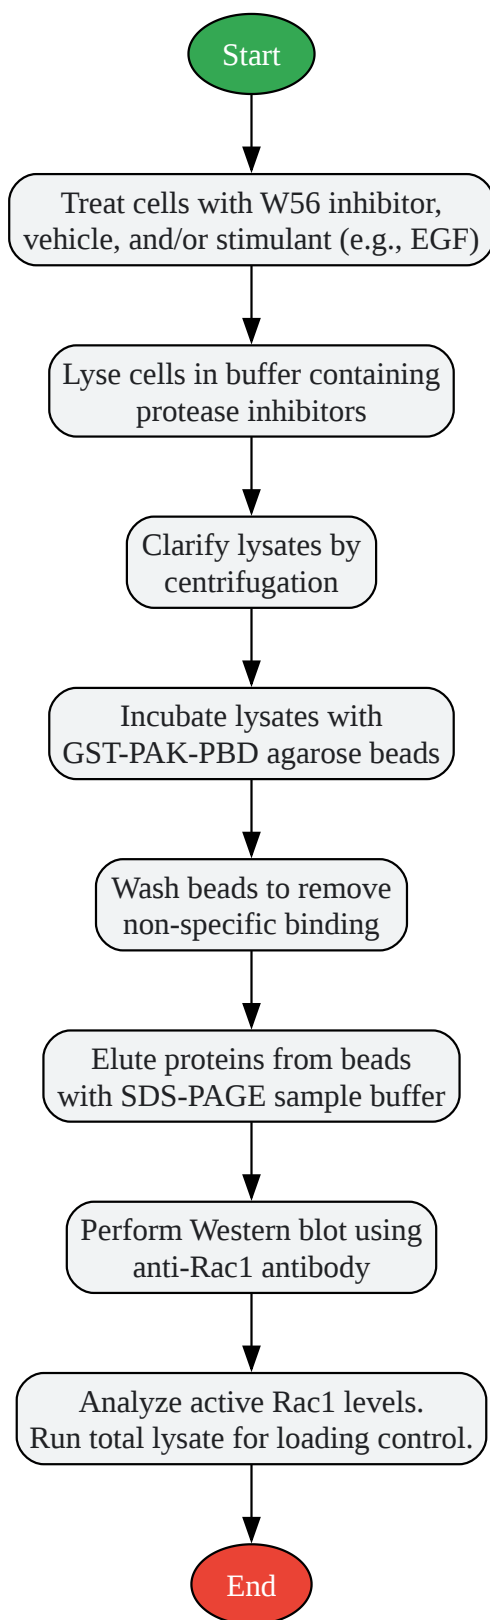 Start
Treat cells with W56 inhibitor,
vehicle, and/or stimulant (e.g., EGF)
Lyse cells in buffer containing
protease inhibitors
Clarify lysates by
centrifugation
Incubate lysates with
GST-PAK-PBD agarose beads
Wash beads to remove
non-specific binding
Elute proteins from beads
with SDS-PAGE sample buffer
Perform Western blot using
anti-Rac1 antibody
Analyze active Rac1 levels.
Run total lysate for loading control.
End